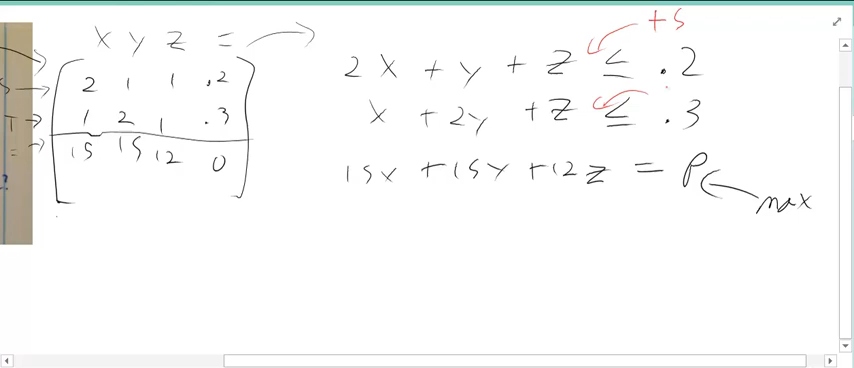 +S
x y z =
2x + y + z ≤ .2
S → 2 1 1 .2
x + 2y + z ≤ .3
T → 1 2 1 .3
15 15 12 0
15x + 15y + 12z = P
max
?